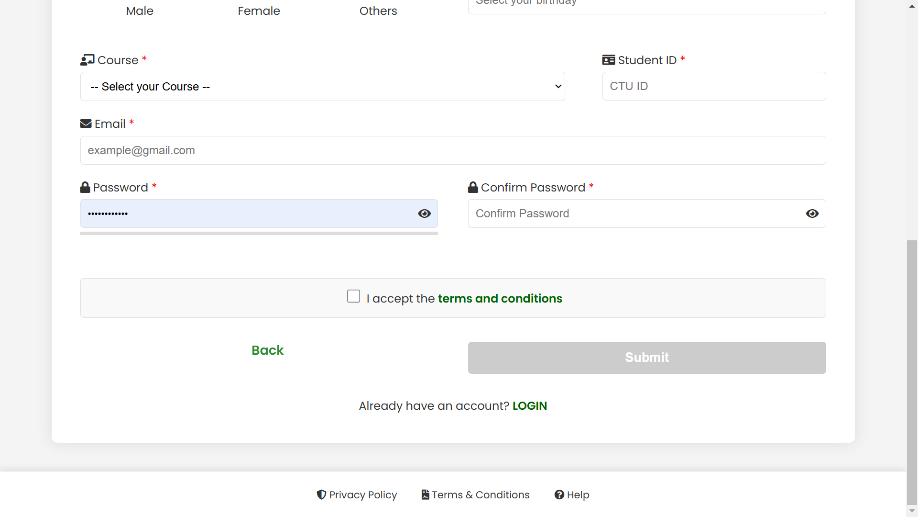 Male Female Others Select your birthday
Course * Student ID *
-- Select your Course -- CTU ID
Email *
example@gmail.com
Password * Confirm Password *
•••••••••••• Confirm Password
I accept the terms and conditions
Back Submit
Already have an account? LOGIN
Privacy Policy Terms & Conditions Help